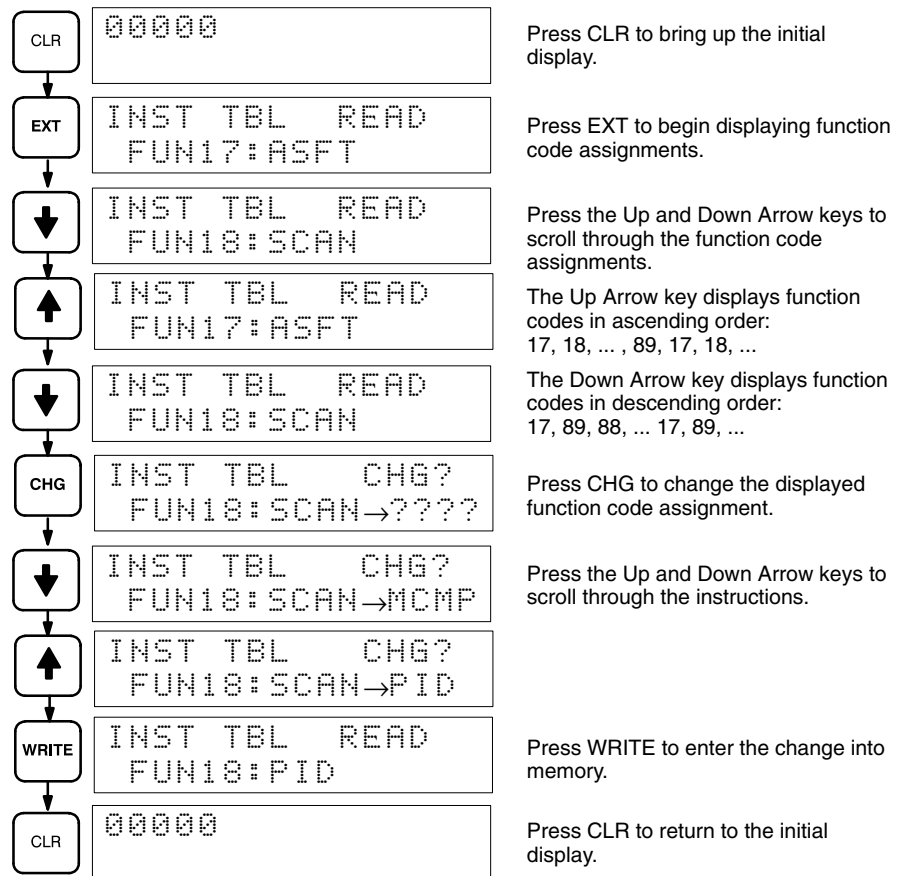 CLR
00000
Press CLR to bring up the initial
display.
EXT
INST TBL READ
FUN17:ASFT
Press EXT to begin displaying function
code assignments.
INST TBL READ
FUN18:SCAN
Press the Up and Down Arrow keys to
scroll through the function code
assignments.
INST TBL READ
FUN17:ASFT
The Up Arrow key displays function
codes in ascending order:
17, 18, ... , 89, 17, 18, ...
INST TBL READ
FUN18:SCAN
The Down Arrow key displays function
codes in descending order:
17, 89, 88, ... 17, 89, ...
CHG
INST TBL CHG?
FUN18:SCAN→????
Press CHG to change the displayed
function code assignment.
INST TBL CHG?
FUN18:SCAN→MCMP
Press the Up and Down Arrow keys to
scroll through the instructions.
INST TBL CHG?
FUN18:SCAN→PID
WRITE
INST TBL READ
FUN18:PID
Press WRITE to enter the change into
memory.
CLR
00000
Press CLR to return to the initial
display.